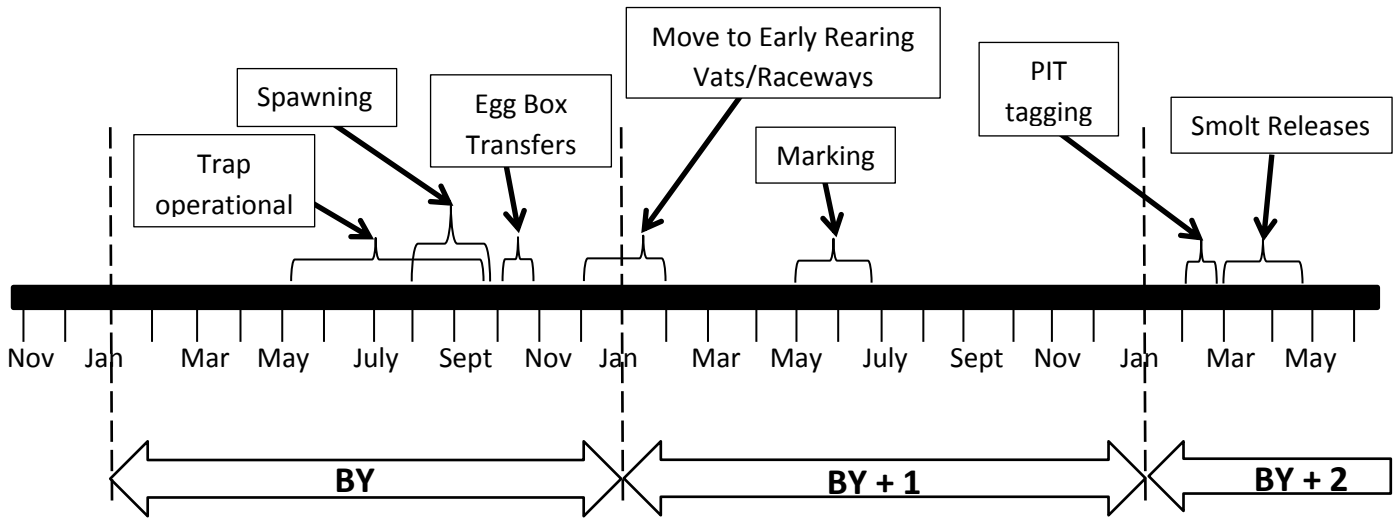 Move to Early Rearing
Vats/Raceways
PIT
tagging
Spawning
Egg Box
Transfers
Smolt Releases
Marking
Trap
operational
Nov Jan Mar May July Sept Nov Jan Mar May July Sept Nov Jan Mar May
BY BY + 1 BY + 2